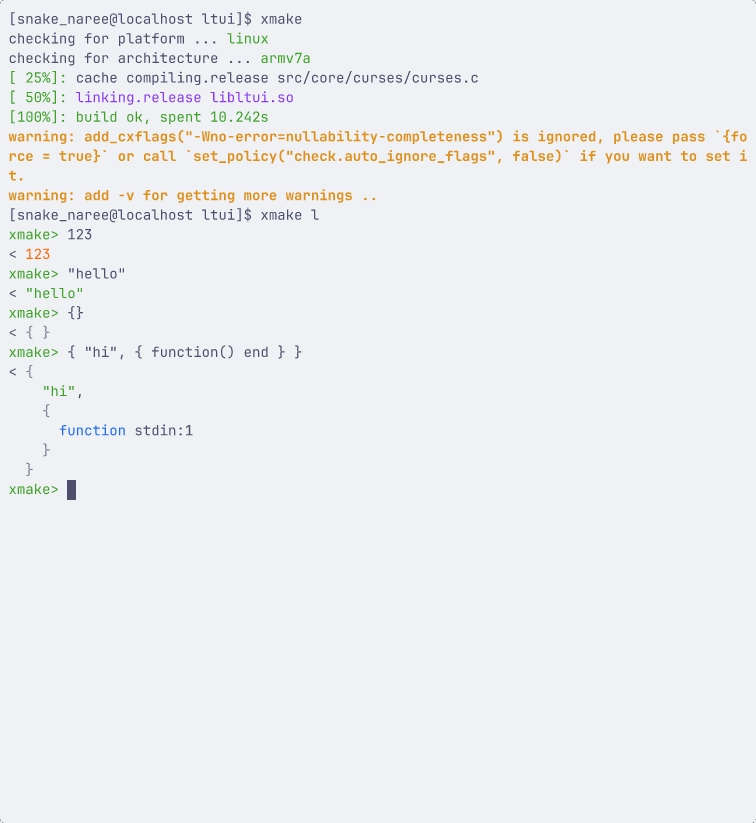 [snake_naree@localhost ltui]$ xmake
checking for platform ... linux
checking for architecture ... armv7a
[ 25%]: cache compiling.release src/core/curses/curses.c
[ 50%]: linking.release libltui.so
[100%]: build ok, spent 10.242s
warning: add_cxflags("-Wno-error=nullability-completeness") is ignored, please pass `{fo
rce = true}` or call `set_policy("check.auto_ignore_flags", false)` if you want to set i
t.
warning: add -v for getting more warnings ..
[snake_naree@localhost ltui]$ xmake l
xmake> 123
< 123
xmake> "hello"
< "hello"
xmake> {}
< { }
xmake> { "hi", { function() end } }
< {
    "hi",
    {
      function stdin:1
    }
  }
xmake>